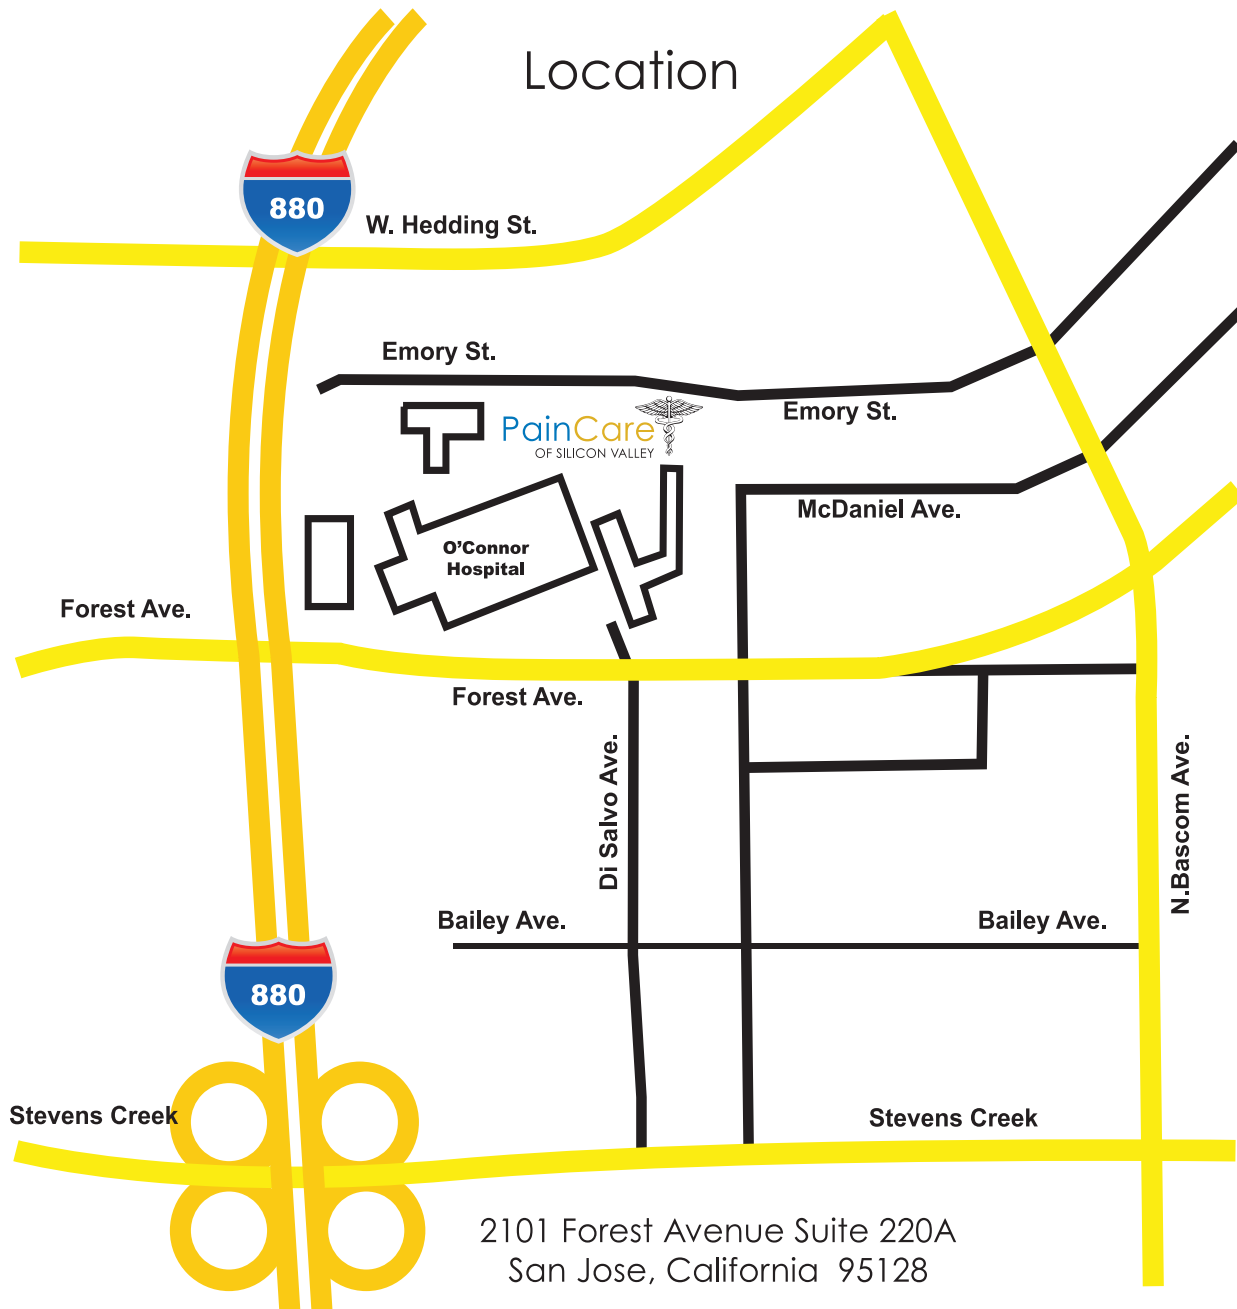 Location
880
W. Hedding St.
Emory St.
Emory St.
PainCare
OF SILICON VALLEY
McDaniel Ave.
O'Connor
Hospital
Forest Ave.
Forest Ave.
Di Salvo Ave.
N.Bascom Ave.
Bailey Ave.
Bailey Ave.
880
Stevens Creek
Stevens Creek
2101 Forest Avenue Suite 220A
San Jose, California 95128